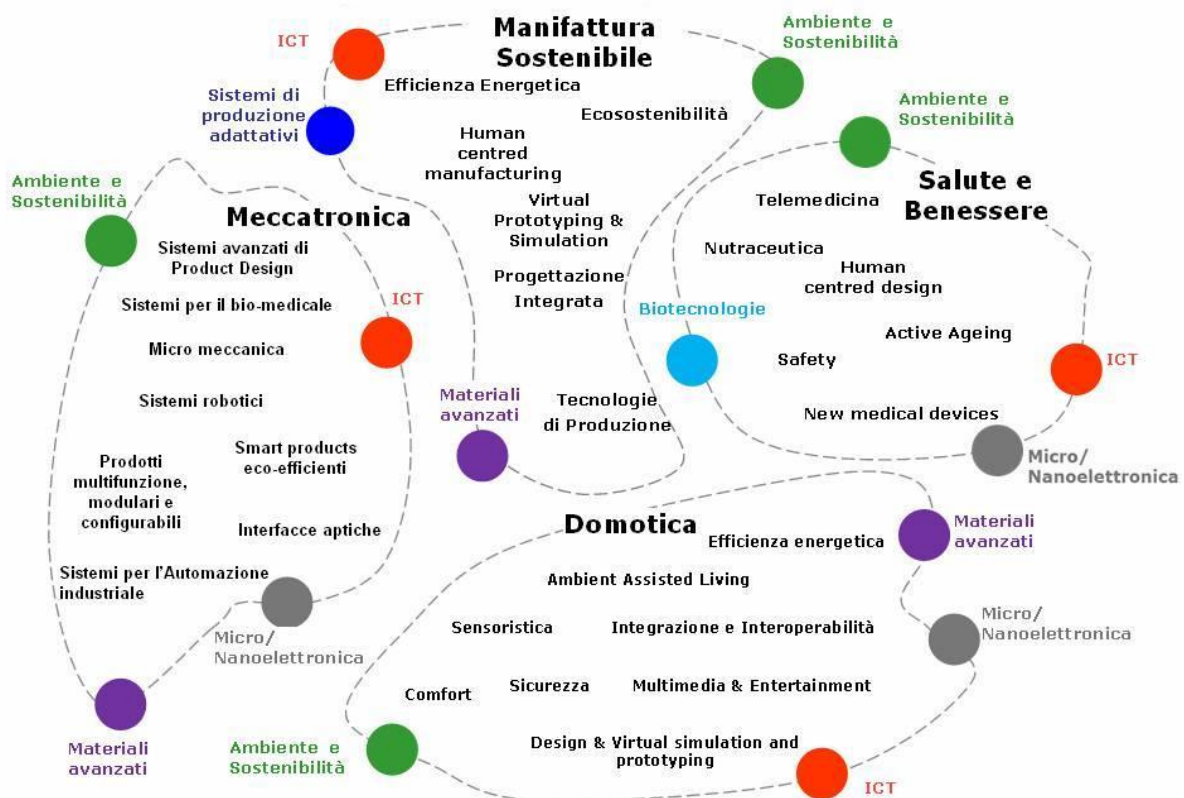 Manifattura
Sostenibile
ICT
Sistemi di
produzione
adattativi
Efficienza Energetica
Ecosostenibilità
Human
centred
manufacturing
Virtual
Prototyping &
Simulation
Progettazione
Integrata
Tecnologie
di Produzione
Materiali
avanzati
Ambiente e
Sostenibilità
Ambiente e
Sostenibilità
Salute e
Benessere
Telemedicina
Nutraceutica
Human
centred design
Biotecnologie
Active Ageing
Safety
ICT
New medical devices
Micro/
Nanoelettronica
Ambiente e
Sostenibilità
Meccatronica
Sistemi avanzati di
Product Design
Sistemi per il bio-medicale
ICT
Micro meccanica
Sistemi robotici
Smart products
eco-efficienti
Prodotti
multifunzione,
modulari e
configurabili
Interfacce aptiche
Sistemi per l'Automazione
industriale
Micro/
Nanoelettronica
Materiali
avanzati
Domotica
Efficienza energetica
Materiali
avanzati
Ambient Assisted Living
Sensoristica
Integrazione e Interoperabilità
Micro/
Nanoelettronica
Comfort
Sicurezza
Multimedia & Entertainment
Ambiente e
Sostenibilità
Design & Virtual simulation and
prototyping
ICT